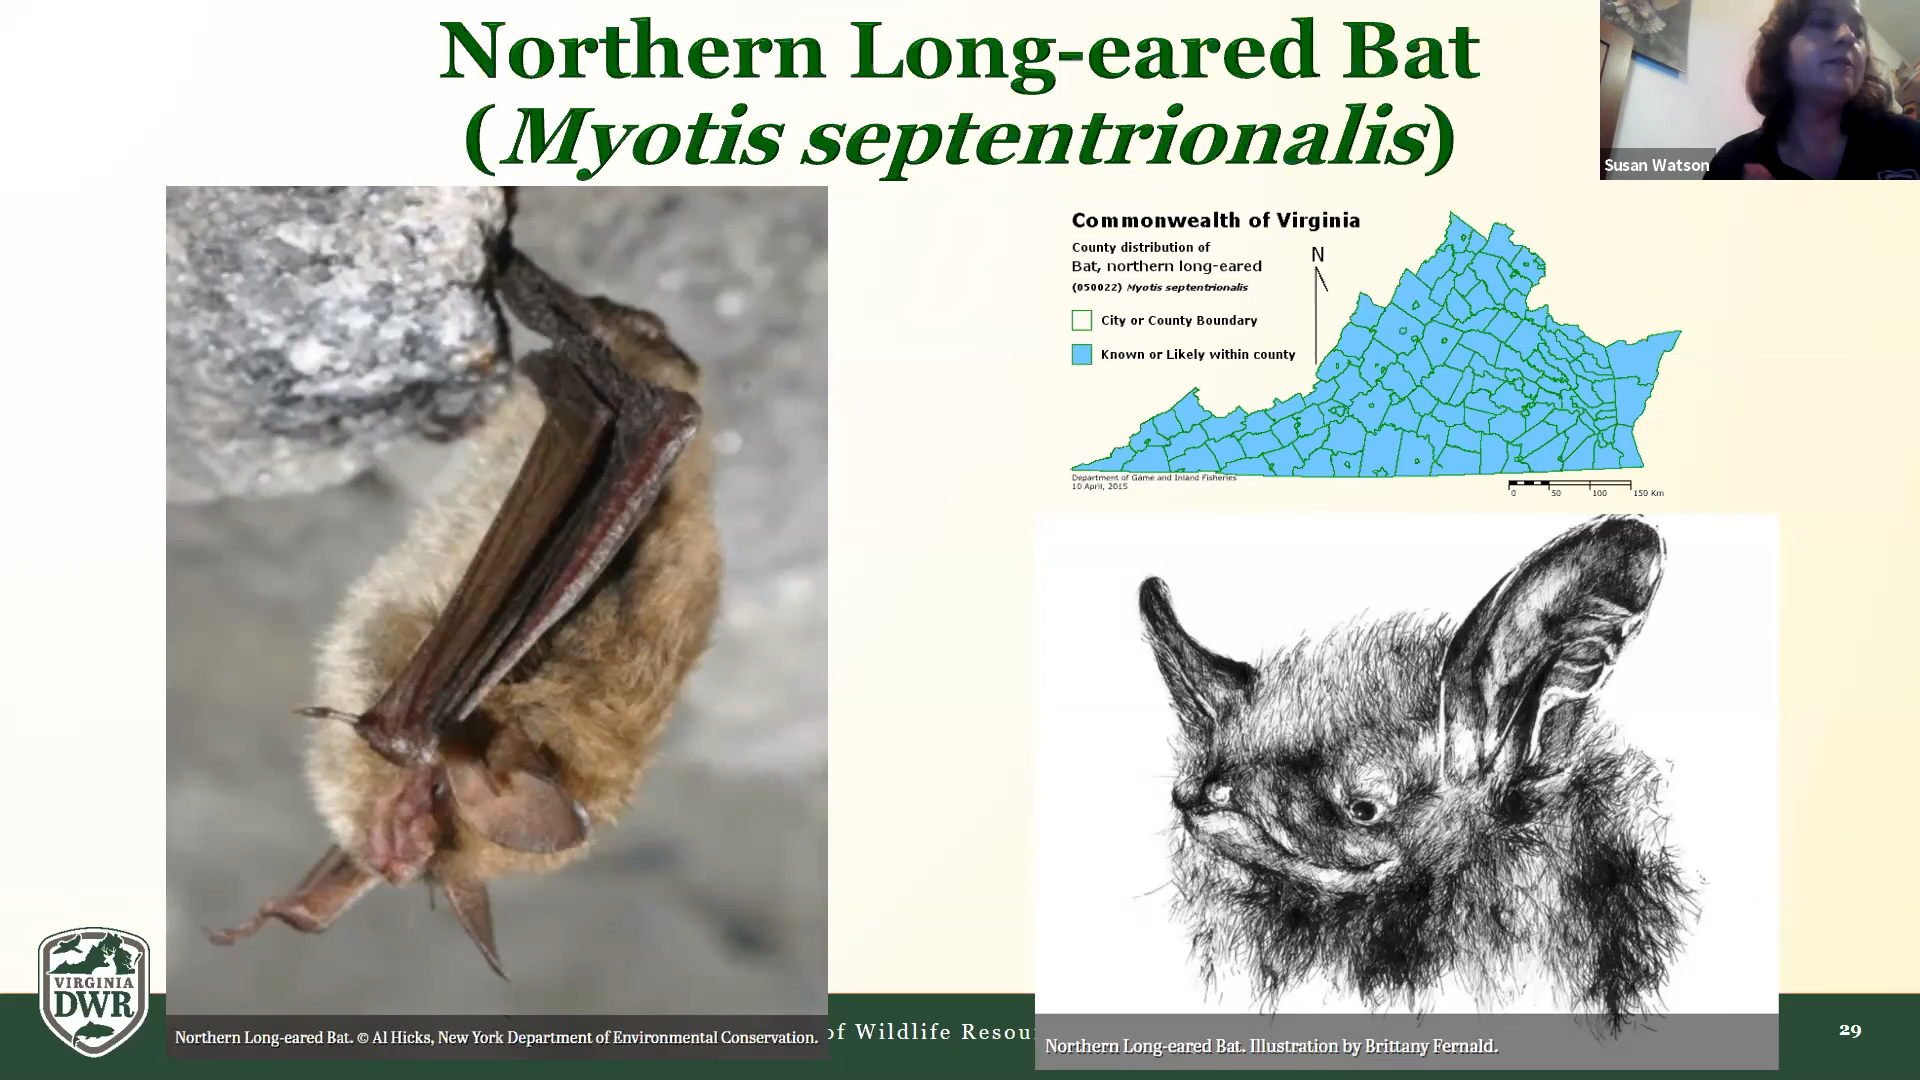 Northern Long-eared Bat
(Myotis septentrionalis)
Susan Watson
Commonwealth of Virginia
County distribution of
Bat, northern long-eared
(050022) Myotis septentrionalis
N
City or County Boundary
Known or Likely within county
Department of Game and Inland Fisheries
10 April, 2015
0 50 100 150 Km
VIRGINIA
DWR
Northern Long-eared Bat. © Al Hicks, New York Department of Environmental Conservation.
of Wildlife Resou
Northern Long-eared Bat. Illustration by Brittany Fernald.
29